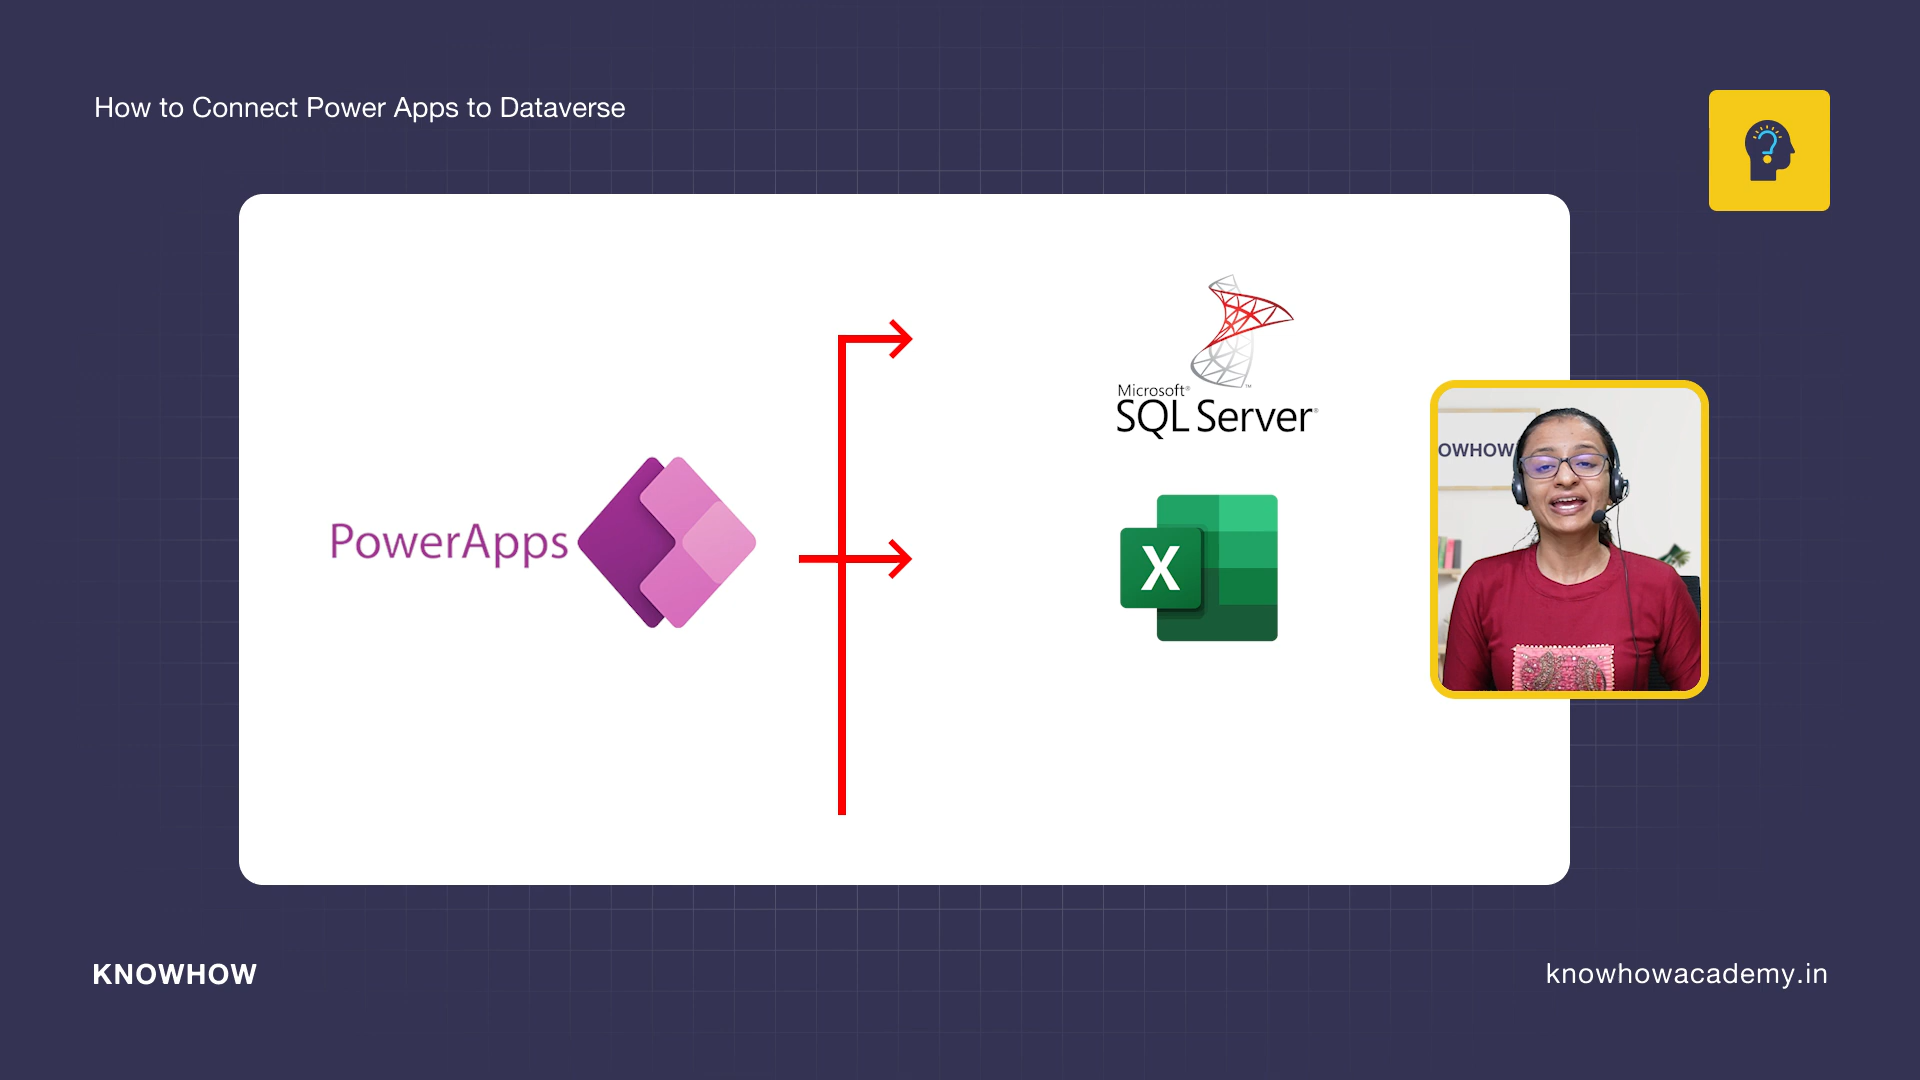 How to Connect Power Apps to Dataverse
Microsoft®
SQL Server®
PowerApps
X
OWHOW
KNOWHOW
knowhowacademy.in